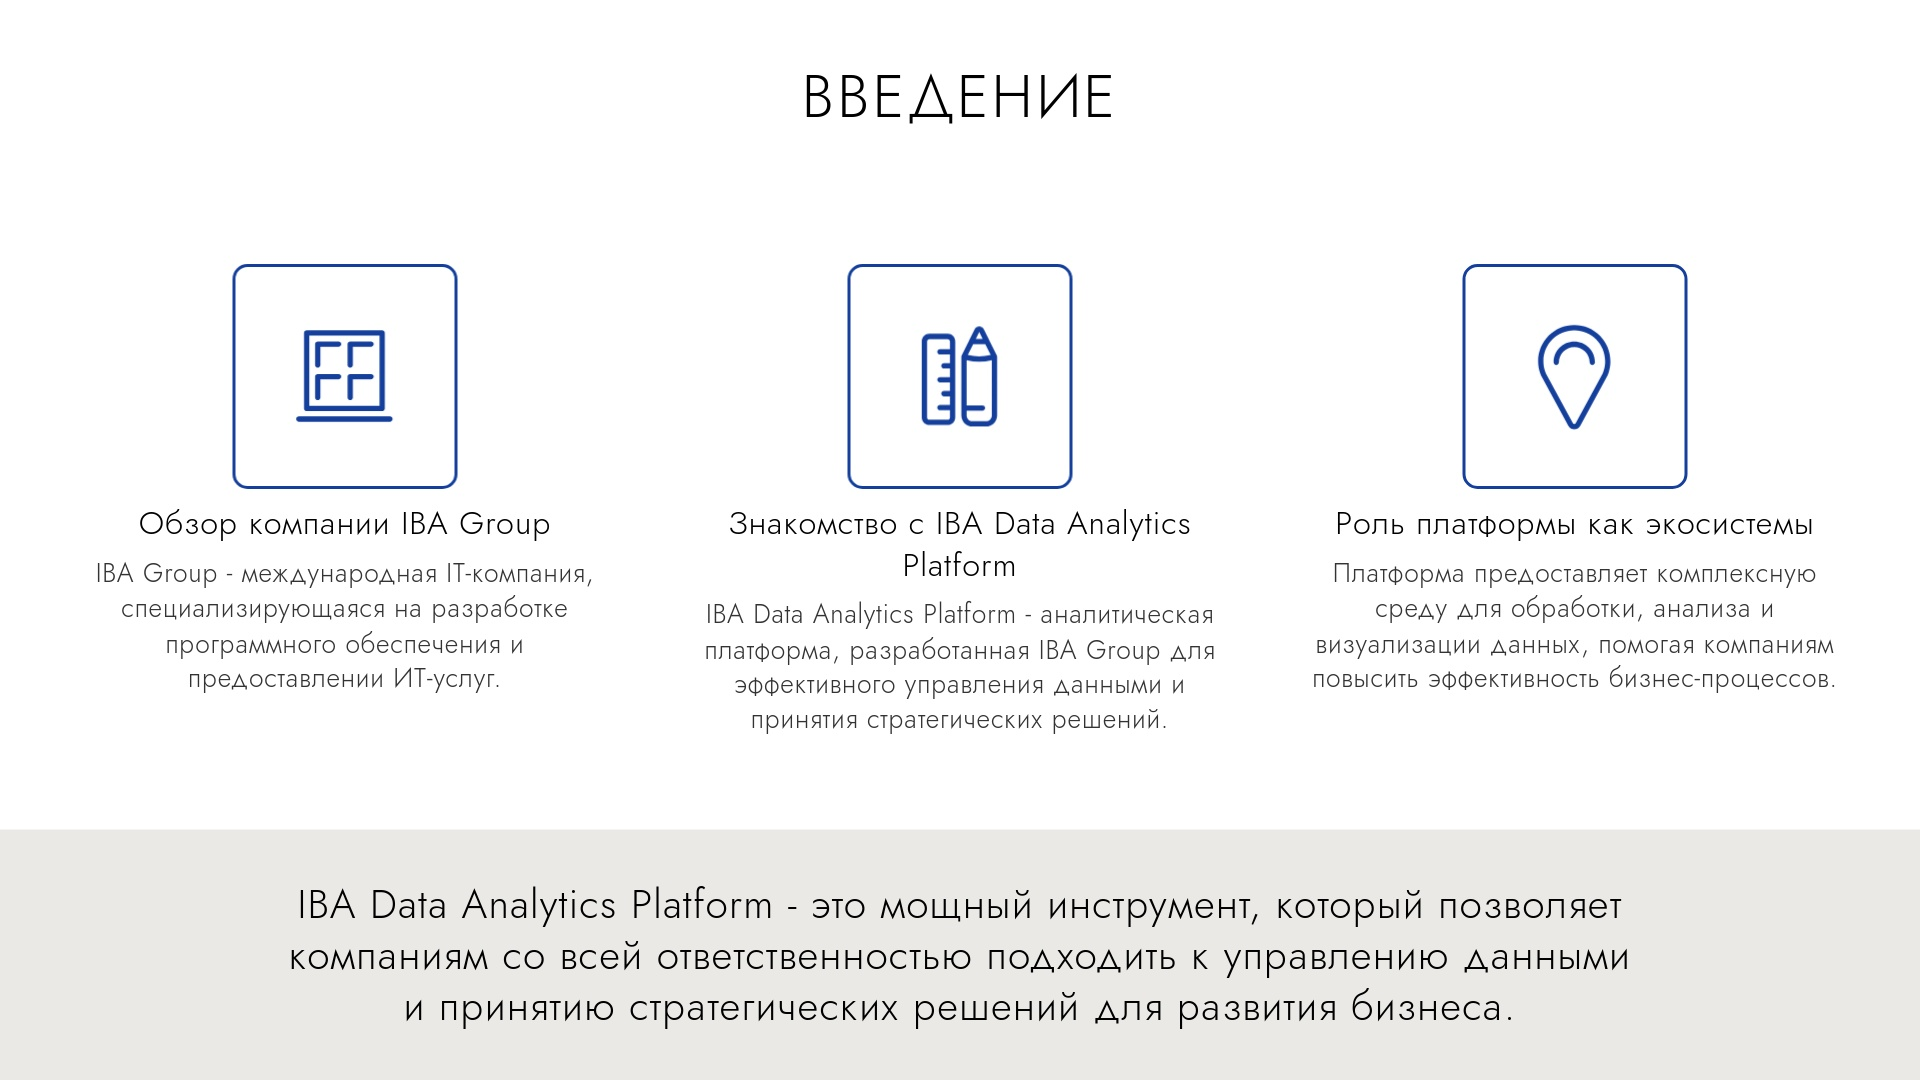 ВВЕДЕНИЕ
Обзор компании IBA Group
IBA Group - международная IT-компания,
специализирующаяся на разработке
программного обеспечения и
предоставлении ИТ-услуг.
Знакомство с IBA Data Analytics
Platform
IBA Data Analytics Platform - аналитическая
платформа, разработанная IBA Group для
эффективного управления данными и
принятия стратегических решений.
Роль платформы как экосистемы
Платформа предоставляет комплексную
среду для обработки, анализа и
визуализации данных, помогая компаниям
повысить эффективность бизнес-процессов.
IBA Data Analytics Platform - это мощный инструмент, который позволяет
компаниям со всей ответственностью подходить к управлению данными
и принятию стратегических решений для развития бизнеса.